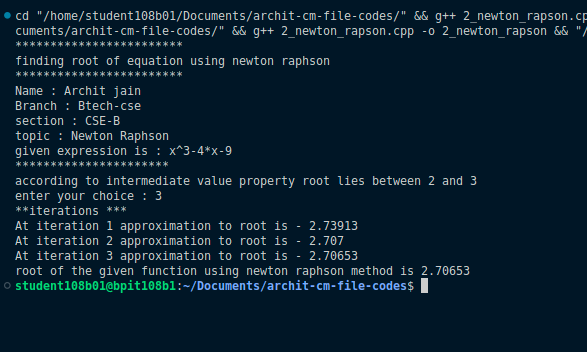 cd "/home/student108b01/Documents/archit-cm-file-codes/" && g++ 2_newton_rapson.cp
cuments/archit-cm-file-codes/" && g++ 2_newton_rapson.cpp -o 2_newton_rapson && "/
************************
finding root of equation using newton raphson
************************
Name : Archit jain
Branch : Btech-cse
section : CSE-B
topic : Newton Raphson
given expression is : x^3-4*x-9
**********************
according to intermediate value property root lies between 2 and 3
enter your choice : 3
**iterations ***
At iteration 1 approximation to root is - 2.73913
At iteration 2 approximation to root is - 2.707
At iteration 3 approximation to root is - 2.70653
root of the given function using newton raphson method is 2.70653
student108b01@bpit108b1:~/Documents/archit-cm-file-codes$